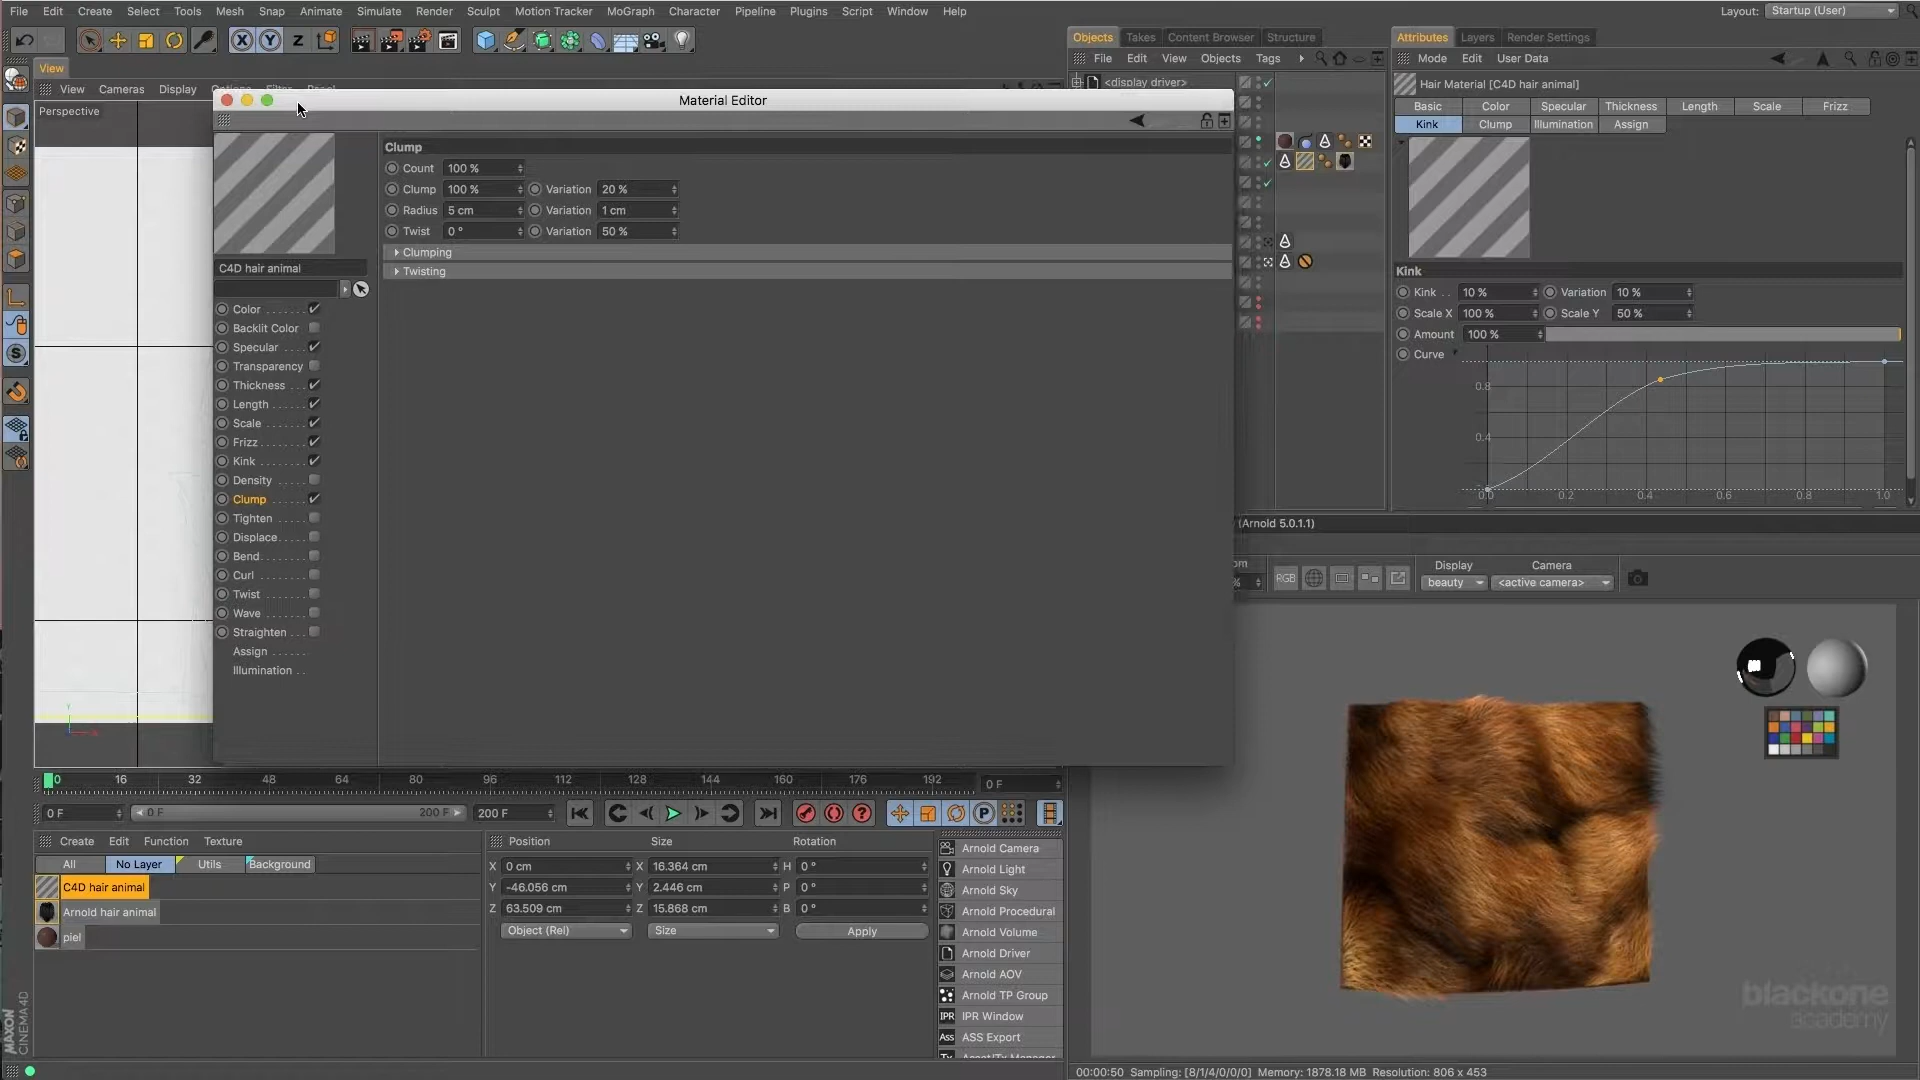 File Edit Create Select Tools Mesh Snap Animate Simulate Render Sculpt Motion Tracker MoGraph Character Pipeline Plugins Script Window Help
Layout: Startup (User)
Objects Takes Content Browser Structure
Attributes Layers Render Settings
File Edit View Objects Tags
Mode Edit User Data
View
View Cameras Display Options Filter Panel
Perspective
<display driver>
Material Editor
Hair Material [C4D hair animal]
Basic Color Specular Thickness Length Scale Frizz
Kink Clump Illumination Assign
Clump
Count 100 %
Clump 100 % Variation 20 %
Radius 5 cm Variation 1 cm
Twist 0 ° Variation 50 %
Clumping
Twisting
C4D hair animal
Color
Backlit Color
Specular
Transparency
Thickness
Length
Scale
Frizz
Kink
Density
Clump
Tighten
Displace
Bend
Curl
Twist
Wave
Straighten
Assign
Illumination
Kink
Kink 10 % Variation 10 %
Scale X 100 % Scale Y 50 %
Amount 100 %
Curve
0.8
0.4
0.0 0.2 0.4 0.6 0.8 1.0
(Arnold 5.0.1.1)
om
%
RGB
Display Camera
beauty <active camera>
0 16 32 48 64 80 96 112 128 144 160 176 192 0 F
0 F 0 F 200 F 200 F
Create Edit Function Texture
All No Layer Utils Background
C4D hair animal
Arnold hair animal
piel
Position Size Rotation
X 0 cm X 16.364 cm H 0 °
Y -46.056 cm Y 2.446 cm P 0 °
Z 63.509 cm Z 15.868 cm B 0 °
Object (Rel) Size Apply
Arnold Camera
Arnold Light
Arnold Sky
Arnold Procedural
Arnold Volume
Arnold Driver
Arnold AOV
Arnold TP Group
IPR IPR Window
Ass ASS Export
MAXON
CINEMA 4D
blackone
academy
00:00:50 Sampling: [8/1/4/0/0/0] Memory: 1878.18 MB Resolution: 806 x 453